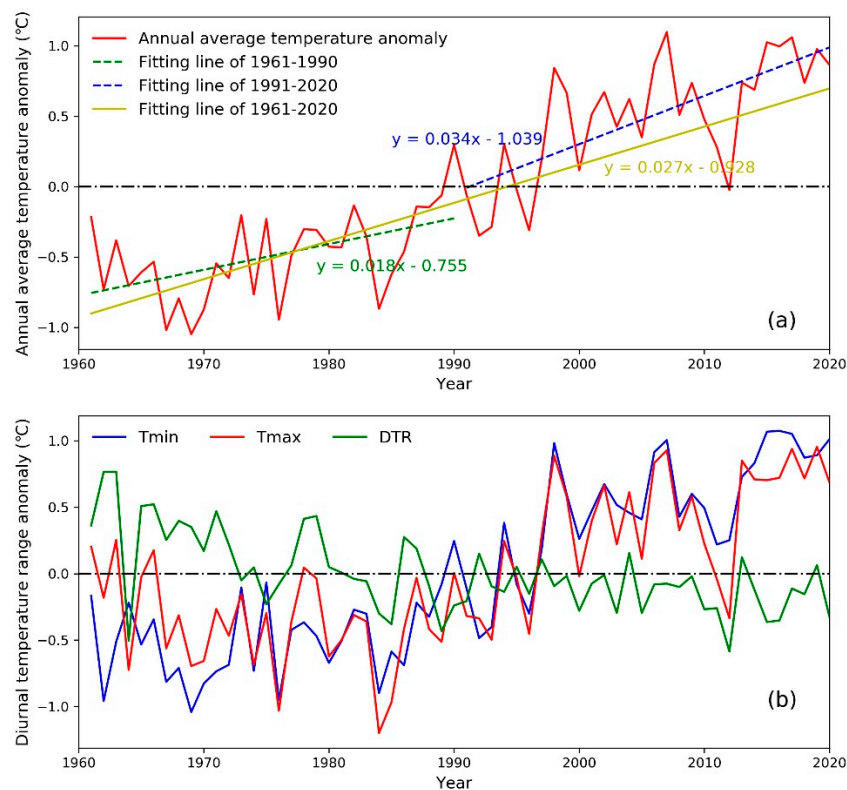 Annual average temperature anomaly (℃)
1.0
0.5
0.0
−0.5
−1.0
Annual average temperature anomaly
Fitting line of 1961-1990
Fitting line of 1991-2020
Fitting line of 1961-2020
y = 0.034x - 1.039
y = 0.027x - 0.928
y = 0.018x - 0.755
(a)
1960 1970 1980 1990 2000 2010 2020
Year
Diurnal temperature range anomaly (℃)
1.0
0.5
0.0
−0.5
−1.0
Tmin Tmax DTR
(b)
1960 1970 1980 1990 2000 2010 2020
Year